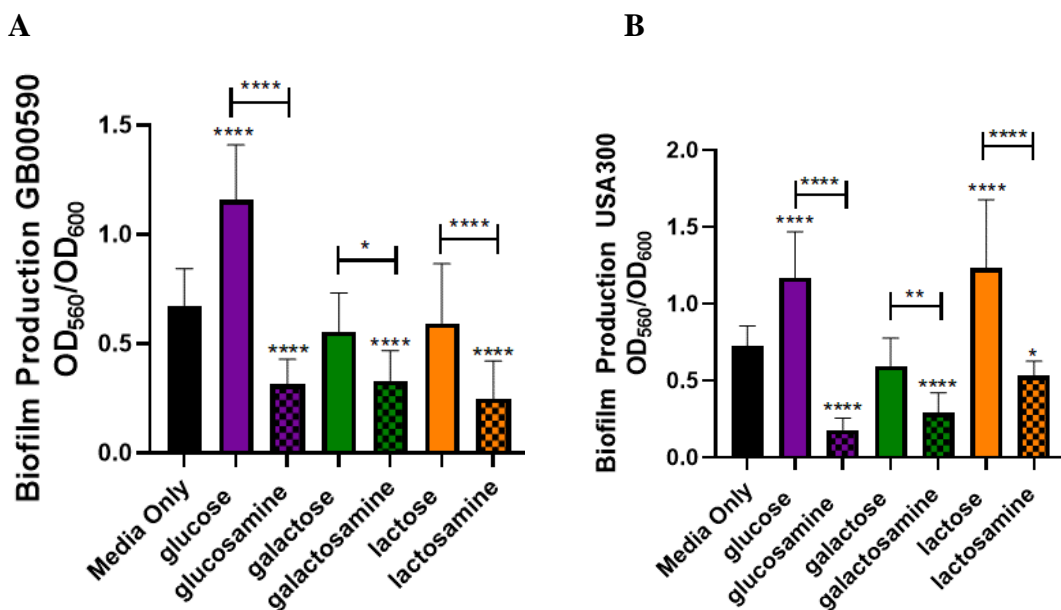 A
Biofilm Production GB00590
OD560/OD600
1.5
1.0
0.5
0.0
****
****
****
*
****
****
****
Media Only
glucose
glucosamine
galactose
galactosamine
lactose
lactosamine
B
Biofilm Production USA300
OD560/OD600
2.0
1.5
1.0
0.5
0.0
****
****
****
**
****
****
****
*
Media Only
glucose
glucosamine
galactose
galactosamine
lactose
lactosamine